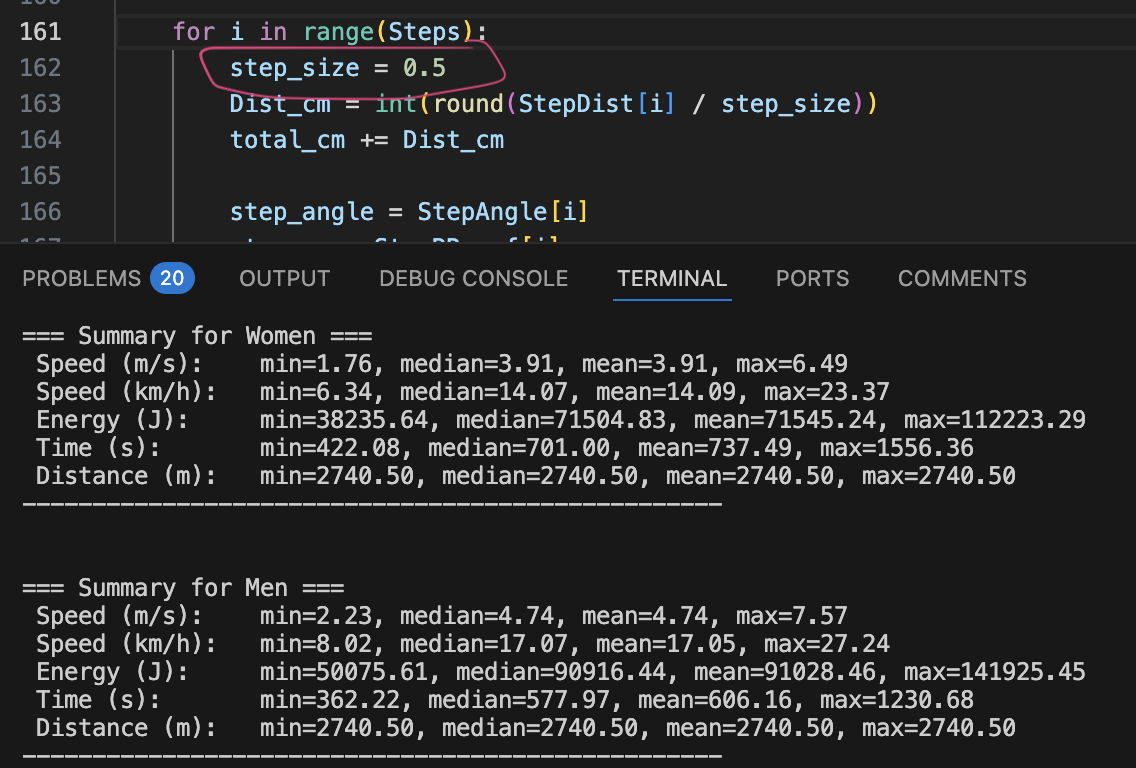 161 for i in range(Steps):
162 step_size = 0.5
163 Dist_cm = int(round(StepDist[i] / step_size))
164 total_cm += Dist_cm
165
166 step_angle = StepAngle[i]
PROBLEMS 20 OUTPUT DEBUG CONSOLE TERMINAL PORTS COMMENTS
=== Summary for Women ===
Speed (m/s): min=1.76, median=3.91, mean=3.91, max=6.49
Speed (km/h): min=6.34, median=14.07, mean=14.09, max=23.37
Energy (J): min=38235.64, median=71504.83, mean=71545.24, max=112223.29
Time (s): min=422.08, median=701.00, mean=737.49, max=1556.36
Distance (m): min=2740.50, median=2740.50, mean=2740.50, max=2740.50
--------------------------------------------------
=== Summary for Men ===
Speed (m/s): min=2.23, median=4.74, mean=4.74, max=7.57
Speed (km/h): min=8.02, median=17.07, mean=17.05, max=27.24
Energy (J): min=50075.61, median=90916.44, mean=91028.46, max=141925.45
Time (s): min=362.22, median=577.97, mean=606.16, max=1230.68
Distance (m): min=2740.50, median=2740.50, mean=2740.50, max=2740.50
--------------------------------------------------